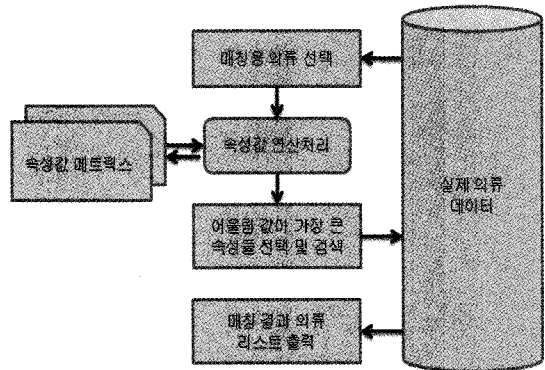 매칭용 의류 선택
속성값 메트릭스
속성값 연산처리
실제 의류
데이터
어울림 값이 가장 큰
속성을 선택 및 검색
매칭 결과 의류
리스트 출력